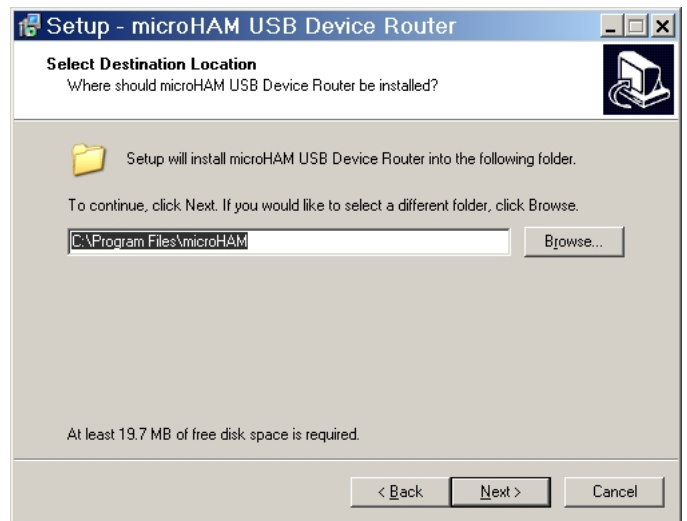 Setup - microHAM USB Device Router
Select Destination Location
Where should microHAM USB Device Router be installed?
Setup will install microHAM USB Device Router into the following folder.
To continue, click Next. If you would like to select a different folder, click Browse.
C:\Program Files\microHAM
Browse...
At least 19.7 MB of free disk space is required.
< Back
Next >
Cancel